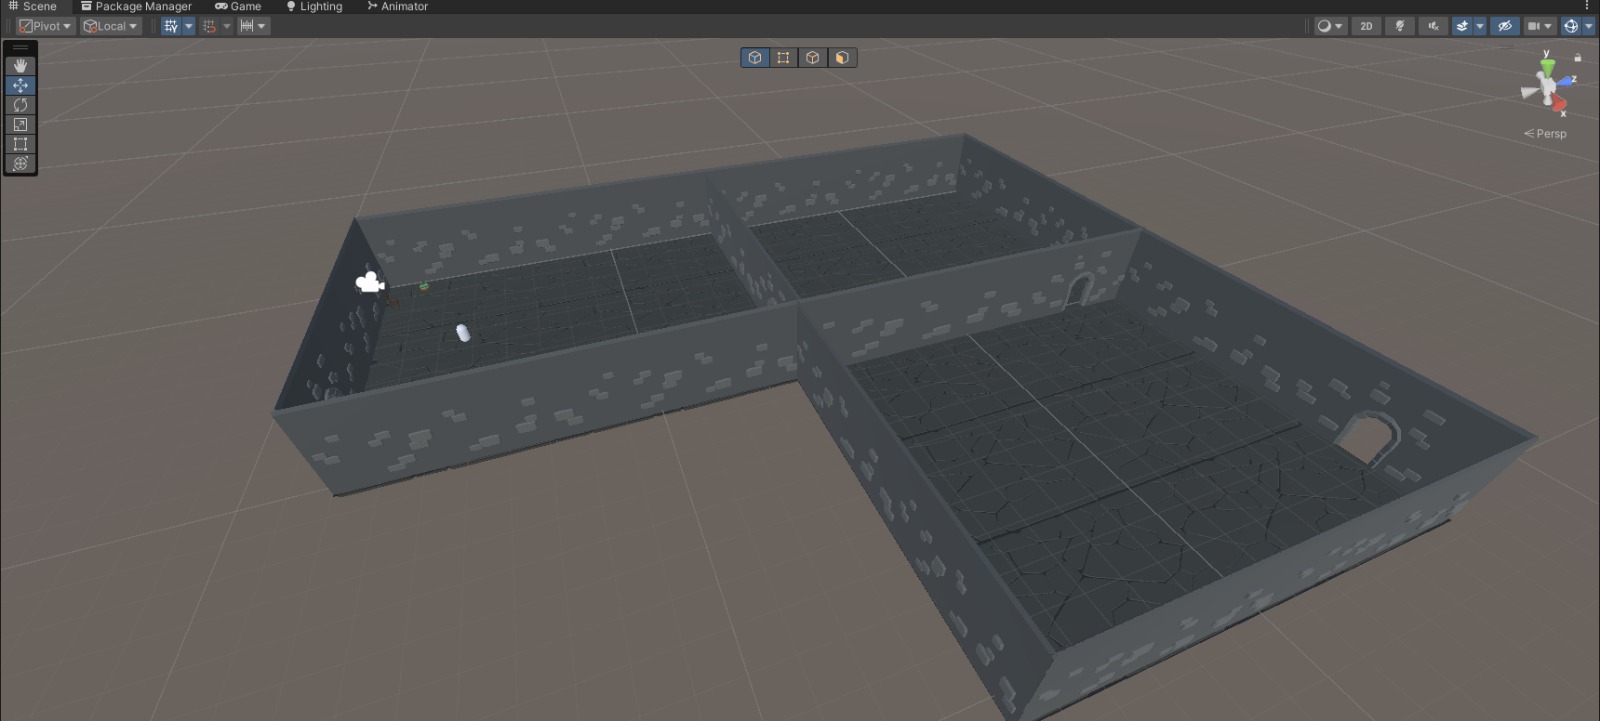 Scene Package Manager Game Lighting Animator
Pivot Local 2D
y
z
x
Persp